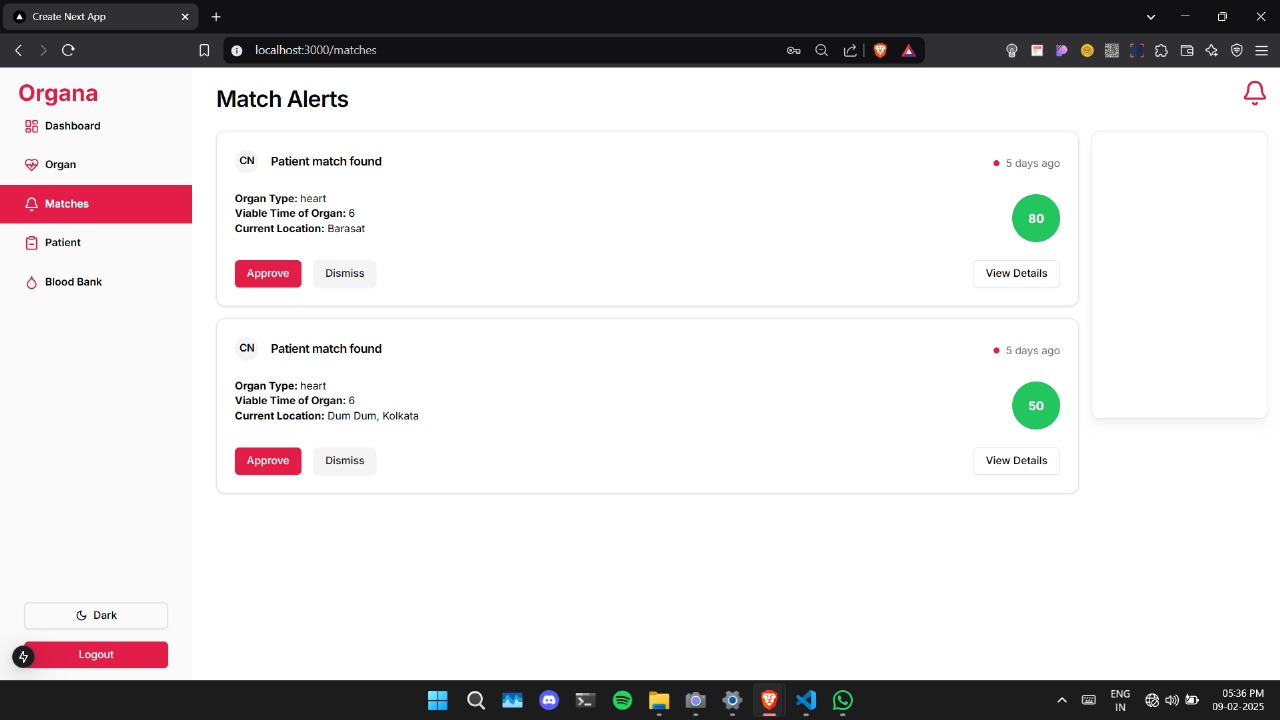 Create Next App
localhost:3000/matches
Organa
Dashboard
Organ
Matches
Patient
Blood Bank
Dark
Logout
Match Alerts
CN Patient match found
5 days ago
Organ Type: heart
Viable Time of Organ: 6
Current Location: Barasat
80
Approve Dismiss View Details
CN Patient match found
5 days ago
Organ Type: heart
Viable Time of Organ: 6
Current Location: Dum Dum, Kolkata
50
Approve Dismiss View Details
ENG
IN
05:36 PM
09-02-2025